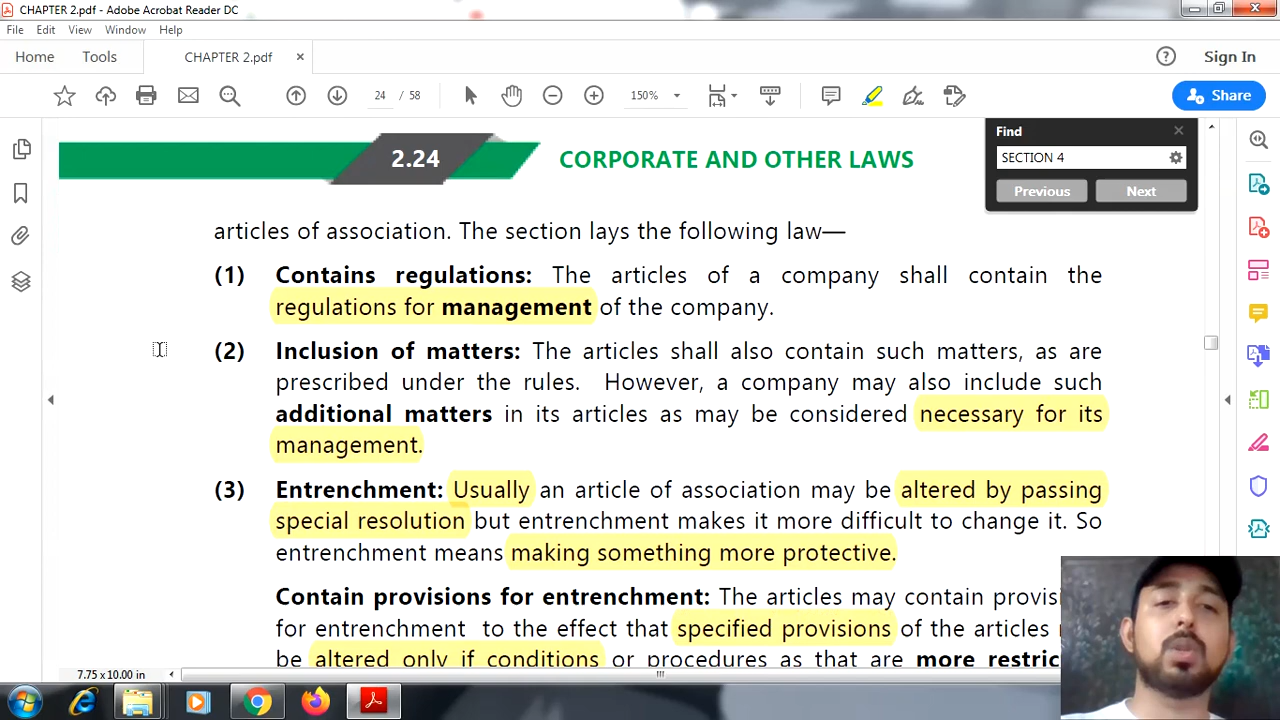 CHAPTER 2.pdf - Adobe Acrobat Reader DC
File Edit View Window Help
Home Tools CHAPTER 2.pdf × Sign In
24 / 58 150% Share
Find
SECTION 4
Previous Next
2.24 CORPORATE AND OTHER LAWS
articles of association. The section lays the following law—
(1) Contains regulations: The articles of a company shall contain the
regulations for management of the company.
(2) Inclusion of matters: The articles shall also contain such matters, as are
prescribed under the rules. However, a company may also include such
additional matters in its articles as may be considered necessary for its
management.
(3) Entrenchment: Usually an article of association may be altered by passing
special resolution but entrenchment makes it more difficult to change it. So
entrenchment means making something more protective.
Contain provisions for entrenchment: The articles may contain
for entrenchment to the effect that specified provisions of the articles
be altered only if conditions or procedures as that are more
7.75 x 10.00 in